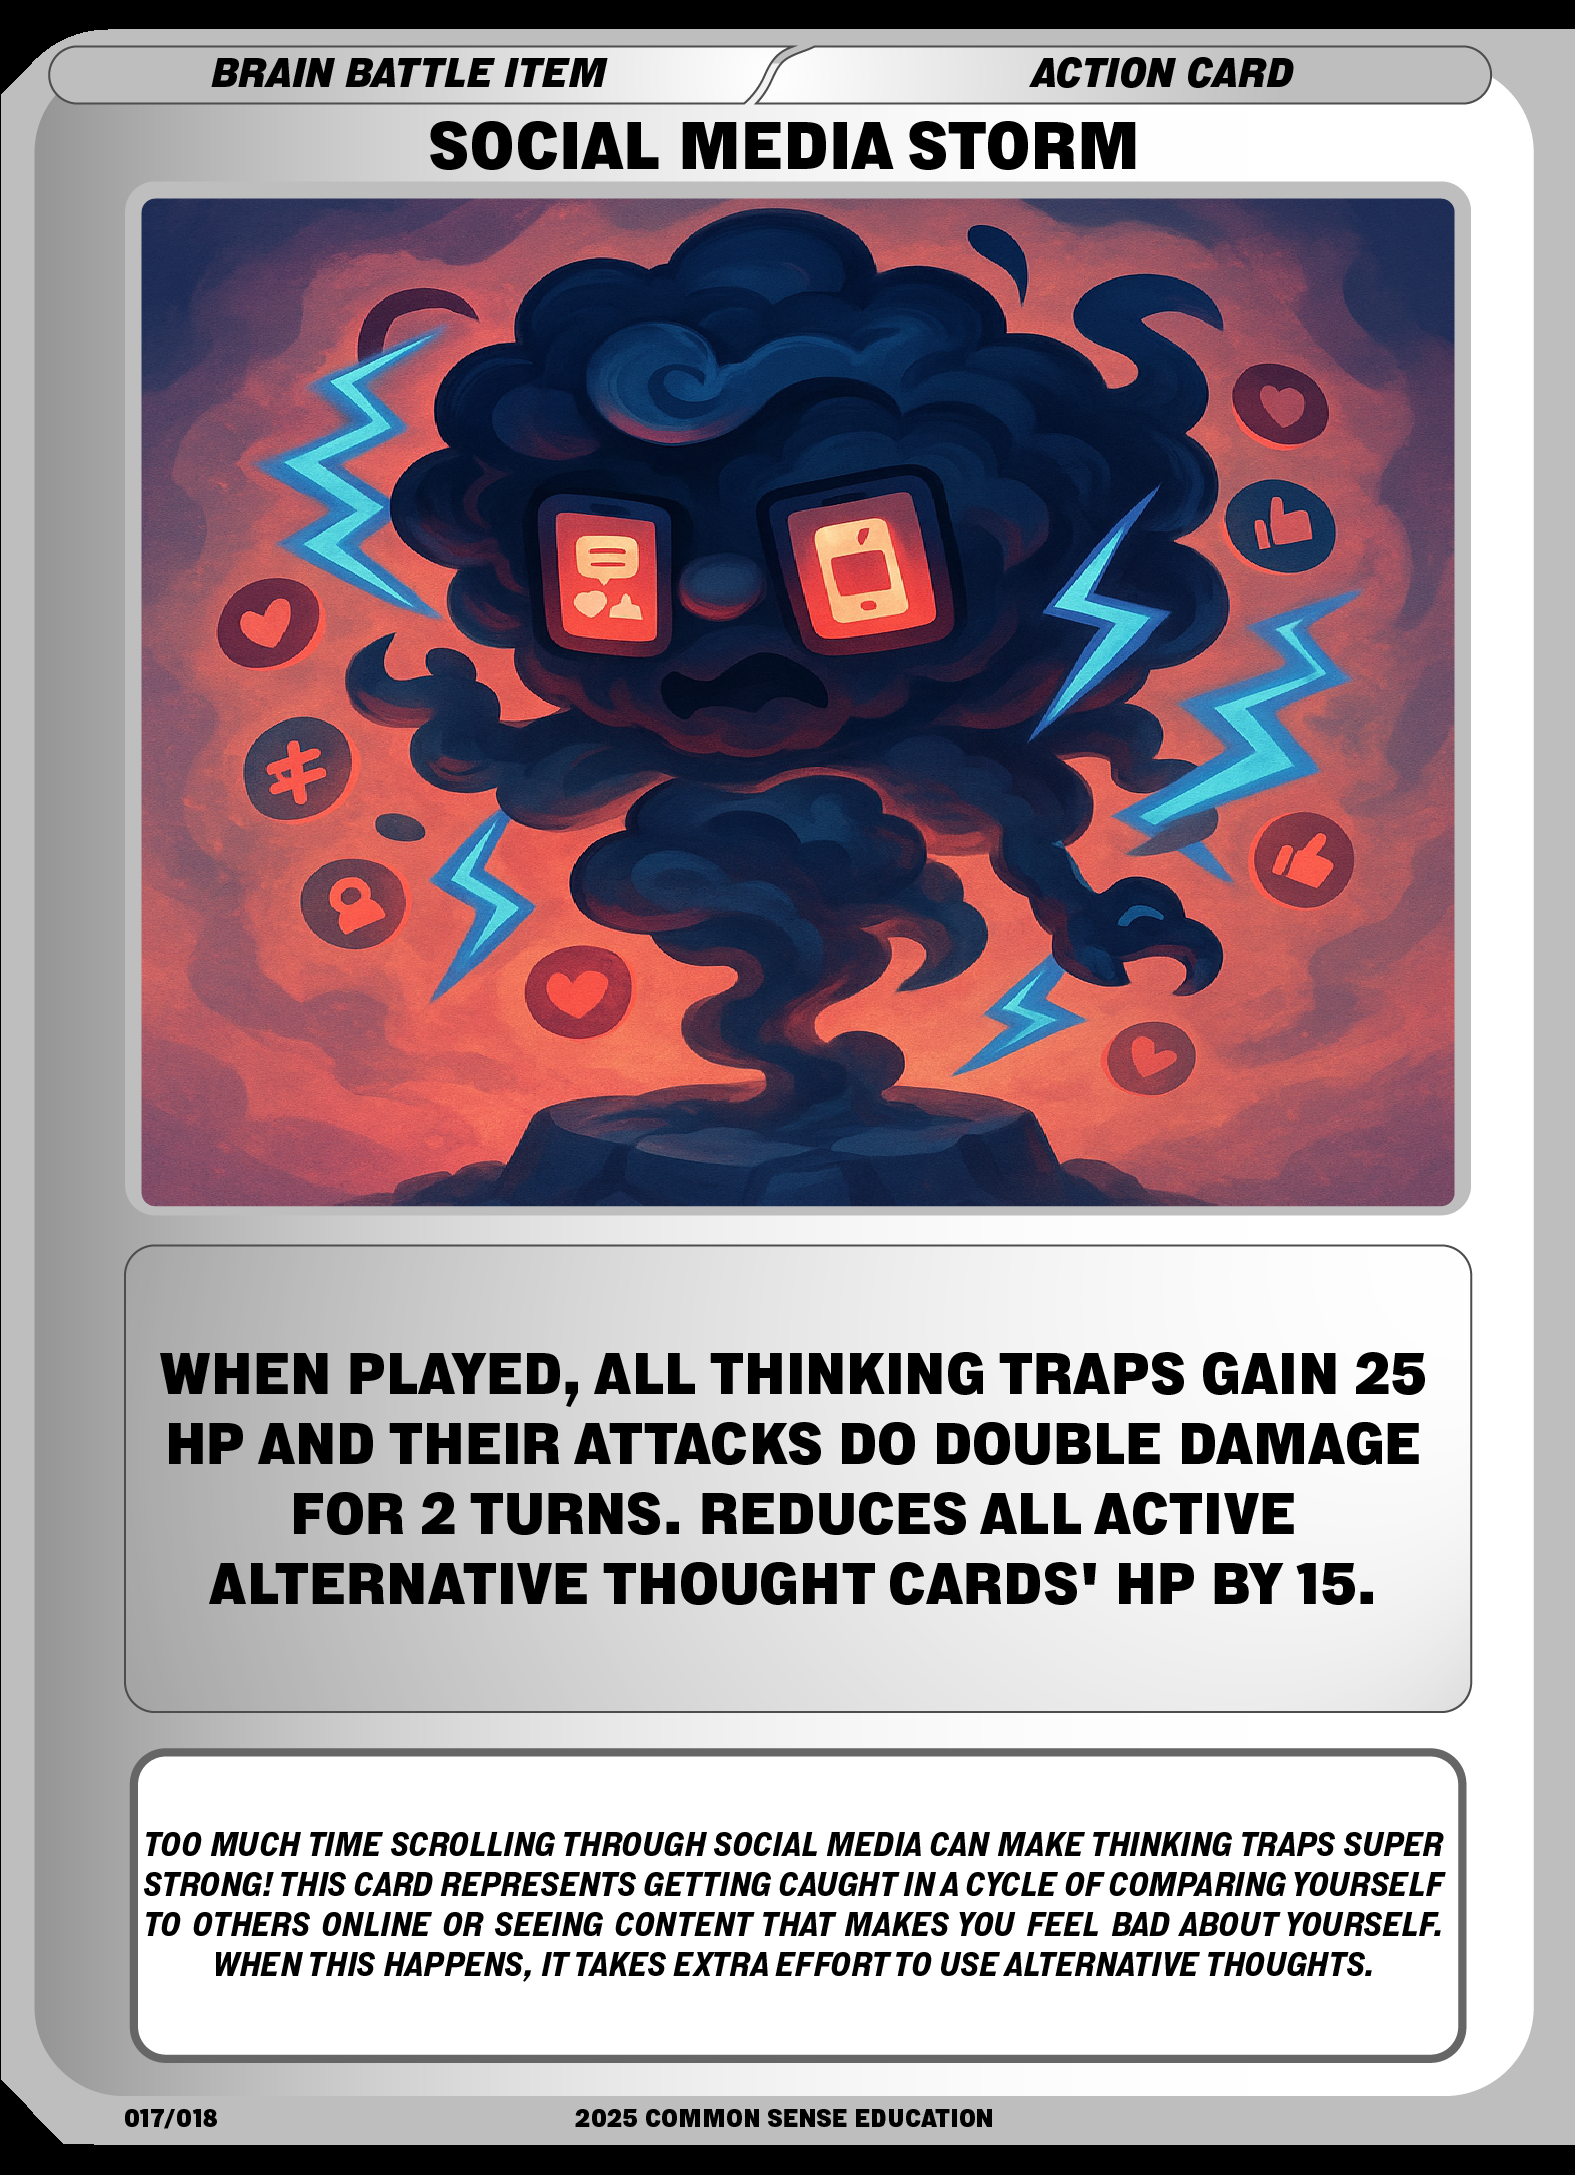 BRAIN BATTLE ITEM
ACTION CARD
SOCIAL MEDIA STORM
WHEN PLAYED, ALL THINKING TRAPS GAIN 25
HP AND THEIR ATTACKS DO DOUBLE DAMAGE
FOR 2 TURNS. REDUCES ALL ACTIVE
ALTERNATIVE THOUGHT CARDS' HP BY 15.
TOO MUCH TIME SCROLLING THROUGH SOCIAL MEDIA CAN MAKE THINKING TRAPS SUPER
STRONG! THIS CARD REPRESENTS GETTING CAUGHT IN A CYCLE OF COMPARING YOURSELF
TO OTHERS ONLINE OR SEEING CONTENT THAT MAKES YOU FEEL BAD ABOUT YOURSELF.
WHEN THIS HAPPENS, IT TAKES EXTRA EFFORT TO USE ALTERNATIVE THOUGHTS.
017/018
2025 COMMON SENSE EDUCATION